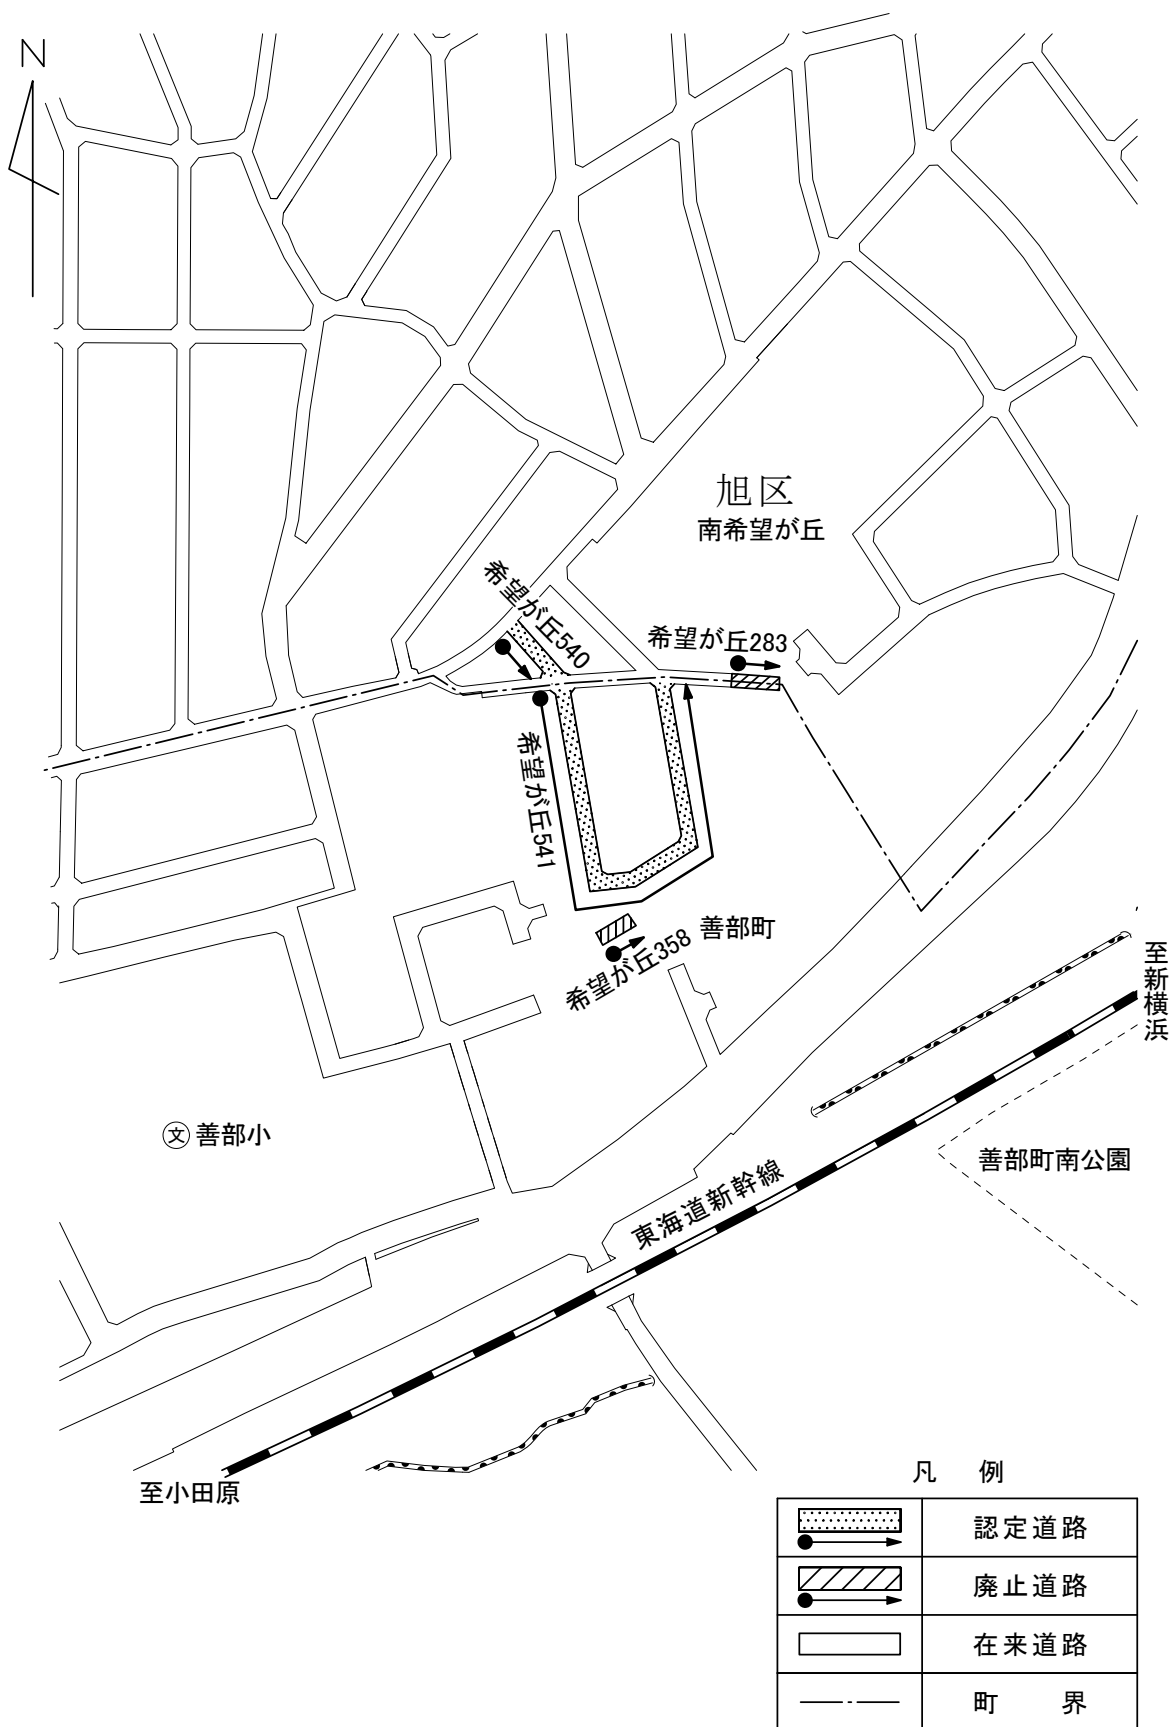 N
旭区
南希望が丘
希望が丘540
希望が丘283
希望が丘541
善部町
希望が丘358
至新横浜
文 善部小
善部町南公園
東海道新幹線
至小田原
凡 例
認定道路
廃止道路
在来道路
町 界